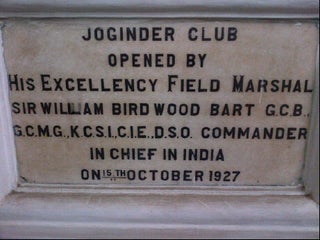 JOGINDER CLUB
OPENED BY
HIS EXCELLENCY FIELD MARSHAL
SIR WILLIAM BIRDWOOD BART G.C.B.,
G.C.M.G., K.C.S.I., C.I.E., D.S.O. COMMANDER
IN CHIEF IN INDIA
ON 15TH OCTOBER 1927